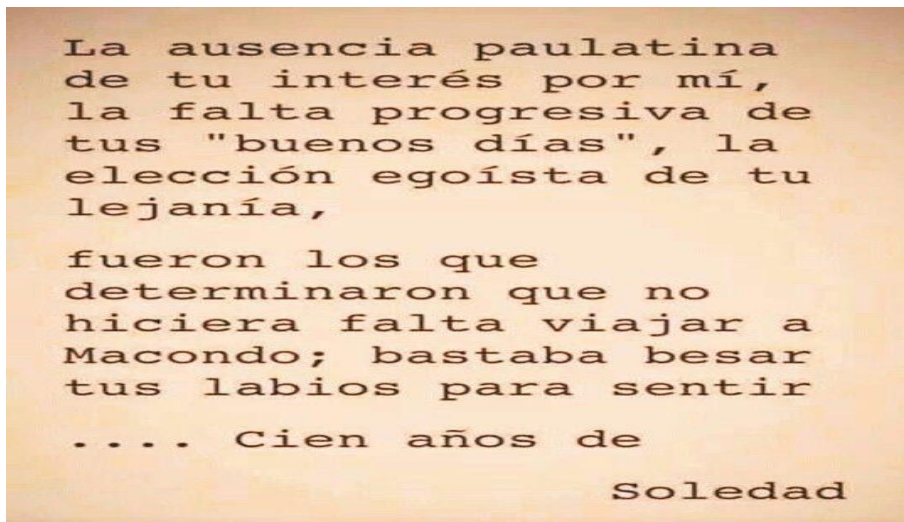 La ausencia paulatina
de tu interés por mí,
la falta progresiva de
tus "buenos días", la
elección egoísta de tu
lejanía,
fueron los que
determinaron que no
hiciera falta viajar a
Macondo; bastaba besar
tus labios para sentir
.... Cien años de
Soledad